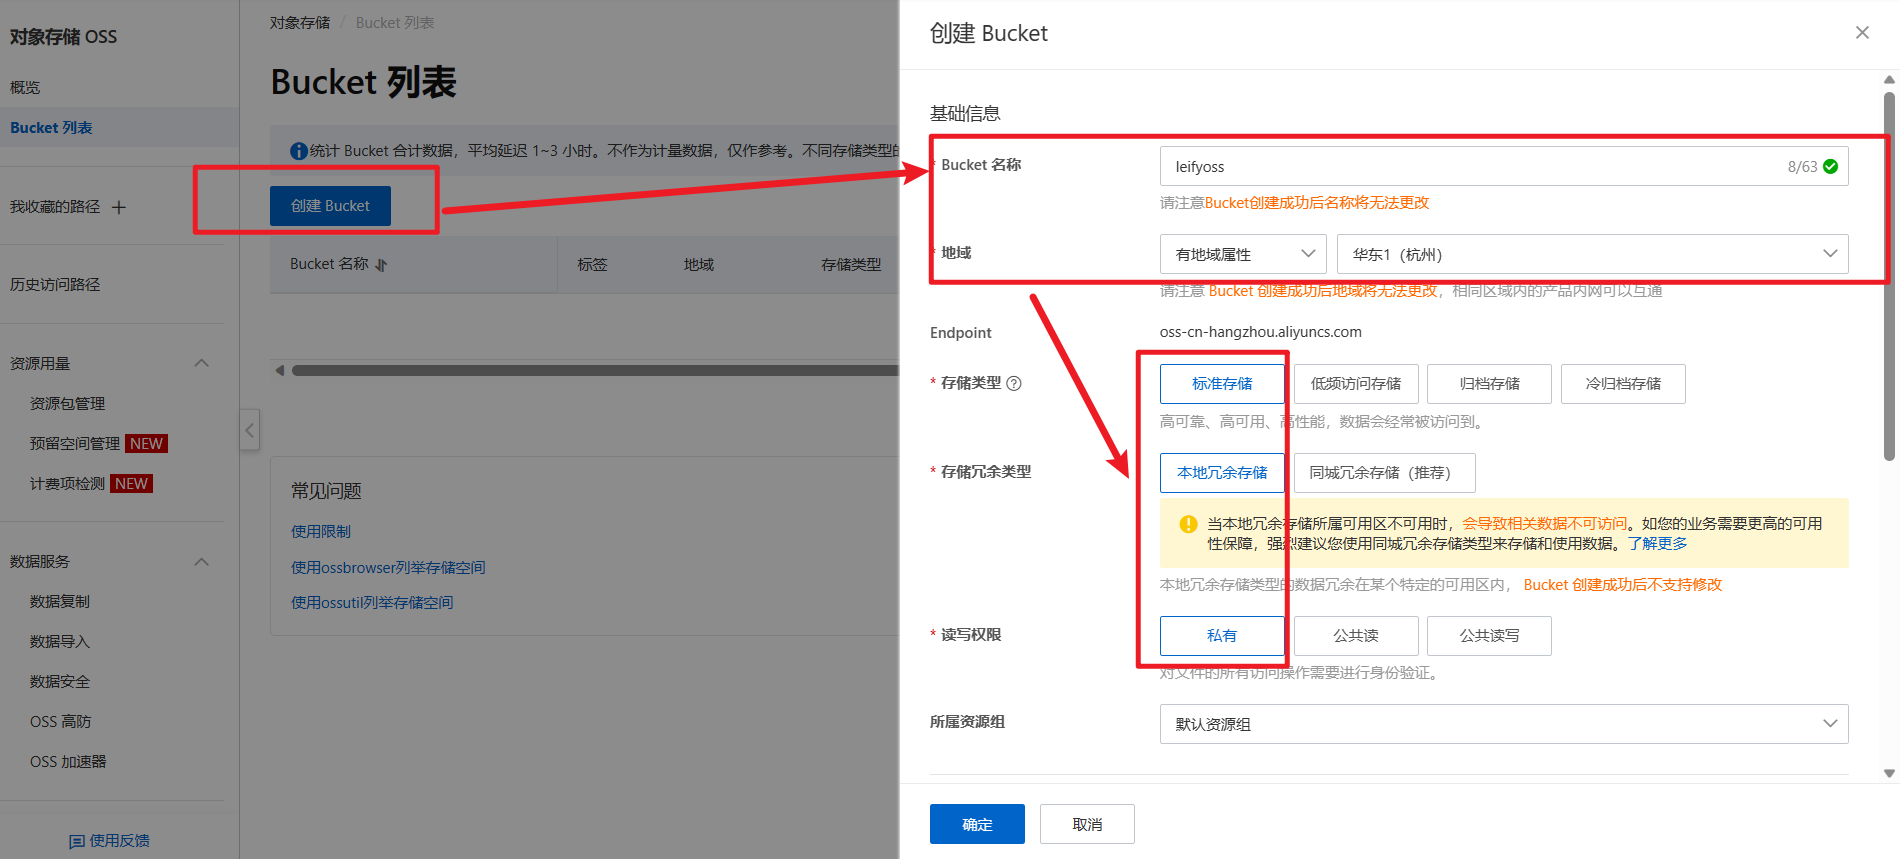 对象存储 OSS
概览
Bucket 列表
我收藏的路径
历史访问路径
资源用量
资源包管理
预留空间管理 NEW
计费项检测 NEW
数据服务
数据复制
数据导入
数据安全
OSS 高防
OSS 加速器
使用反馈
对象存储 / Bucket 列表
Bucket 列表
统计 Bucket 合计数据，平均延迟 1~3 小时。不作为计量数据，仅作参考。不同存储类型的
创建 Bucket
Bucket 名称 标签 地域 存储类型
常见问题
使用限制
使用ossbrowser列举存储空间
使用ossutil列举存储空间
创建 Bucket
基础信息
* Bucket 名称 leifyoss 8/63
请注意Bucket创建成功后名称将无法更改
* 地域 有地域属性 华东1（杭州）
请注意 Bucket 创建成功后地域将无法更改，相同区域内的产品内网可以互通
Endpoint oss-cn-hangzhou.aliyuncs.com
* 存储类型 标准存储 低频访问存储 归档存储 冷归档存储
高可靠、高可用、高性能，数据会经常被访问到。
* 存储冗余类型 本地冗余存储 同城冗余存储（推荐）
当本地冗余存储所属可用区不可用时，会导致相关数据不可访问。如您的业务需要更高的可用
性保障，强烈建议您使用同城冗余存储类型来存储和使用数据。了解更多
本地冗余存储类型的数据冗余在某个特定的可用区内， Bucket 创建成功后不支持修改
* 读写权限 私有 公共读 公共读写
对文件的所有访问操作需要进行身份验证。
所属资源组 默认资源组
确定 取消